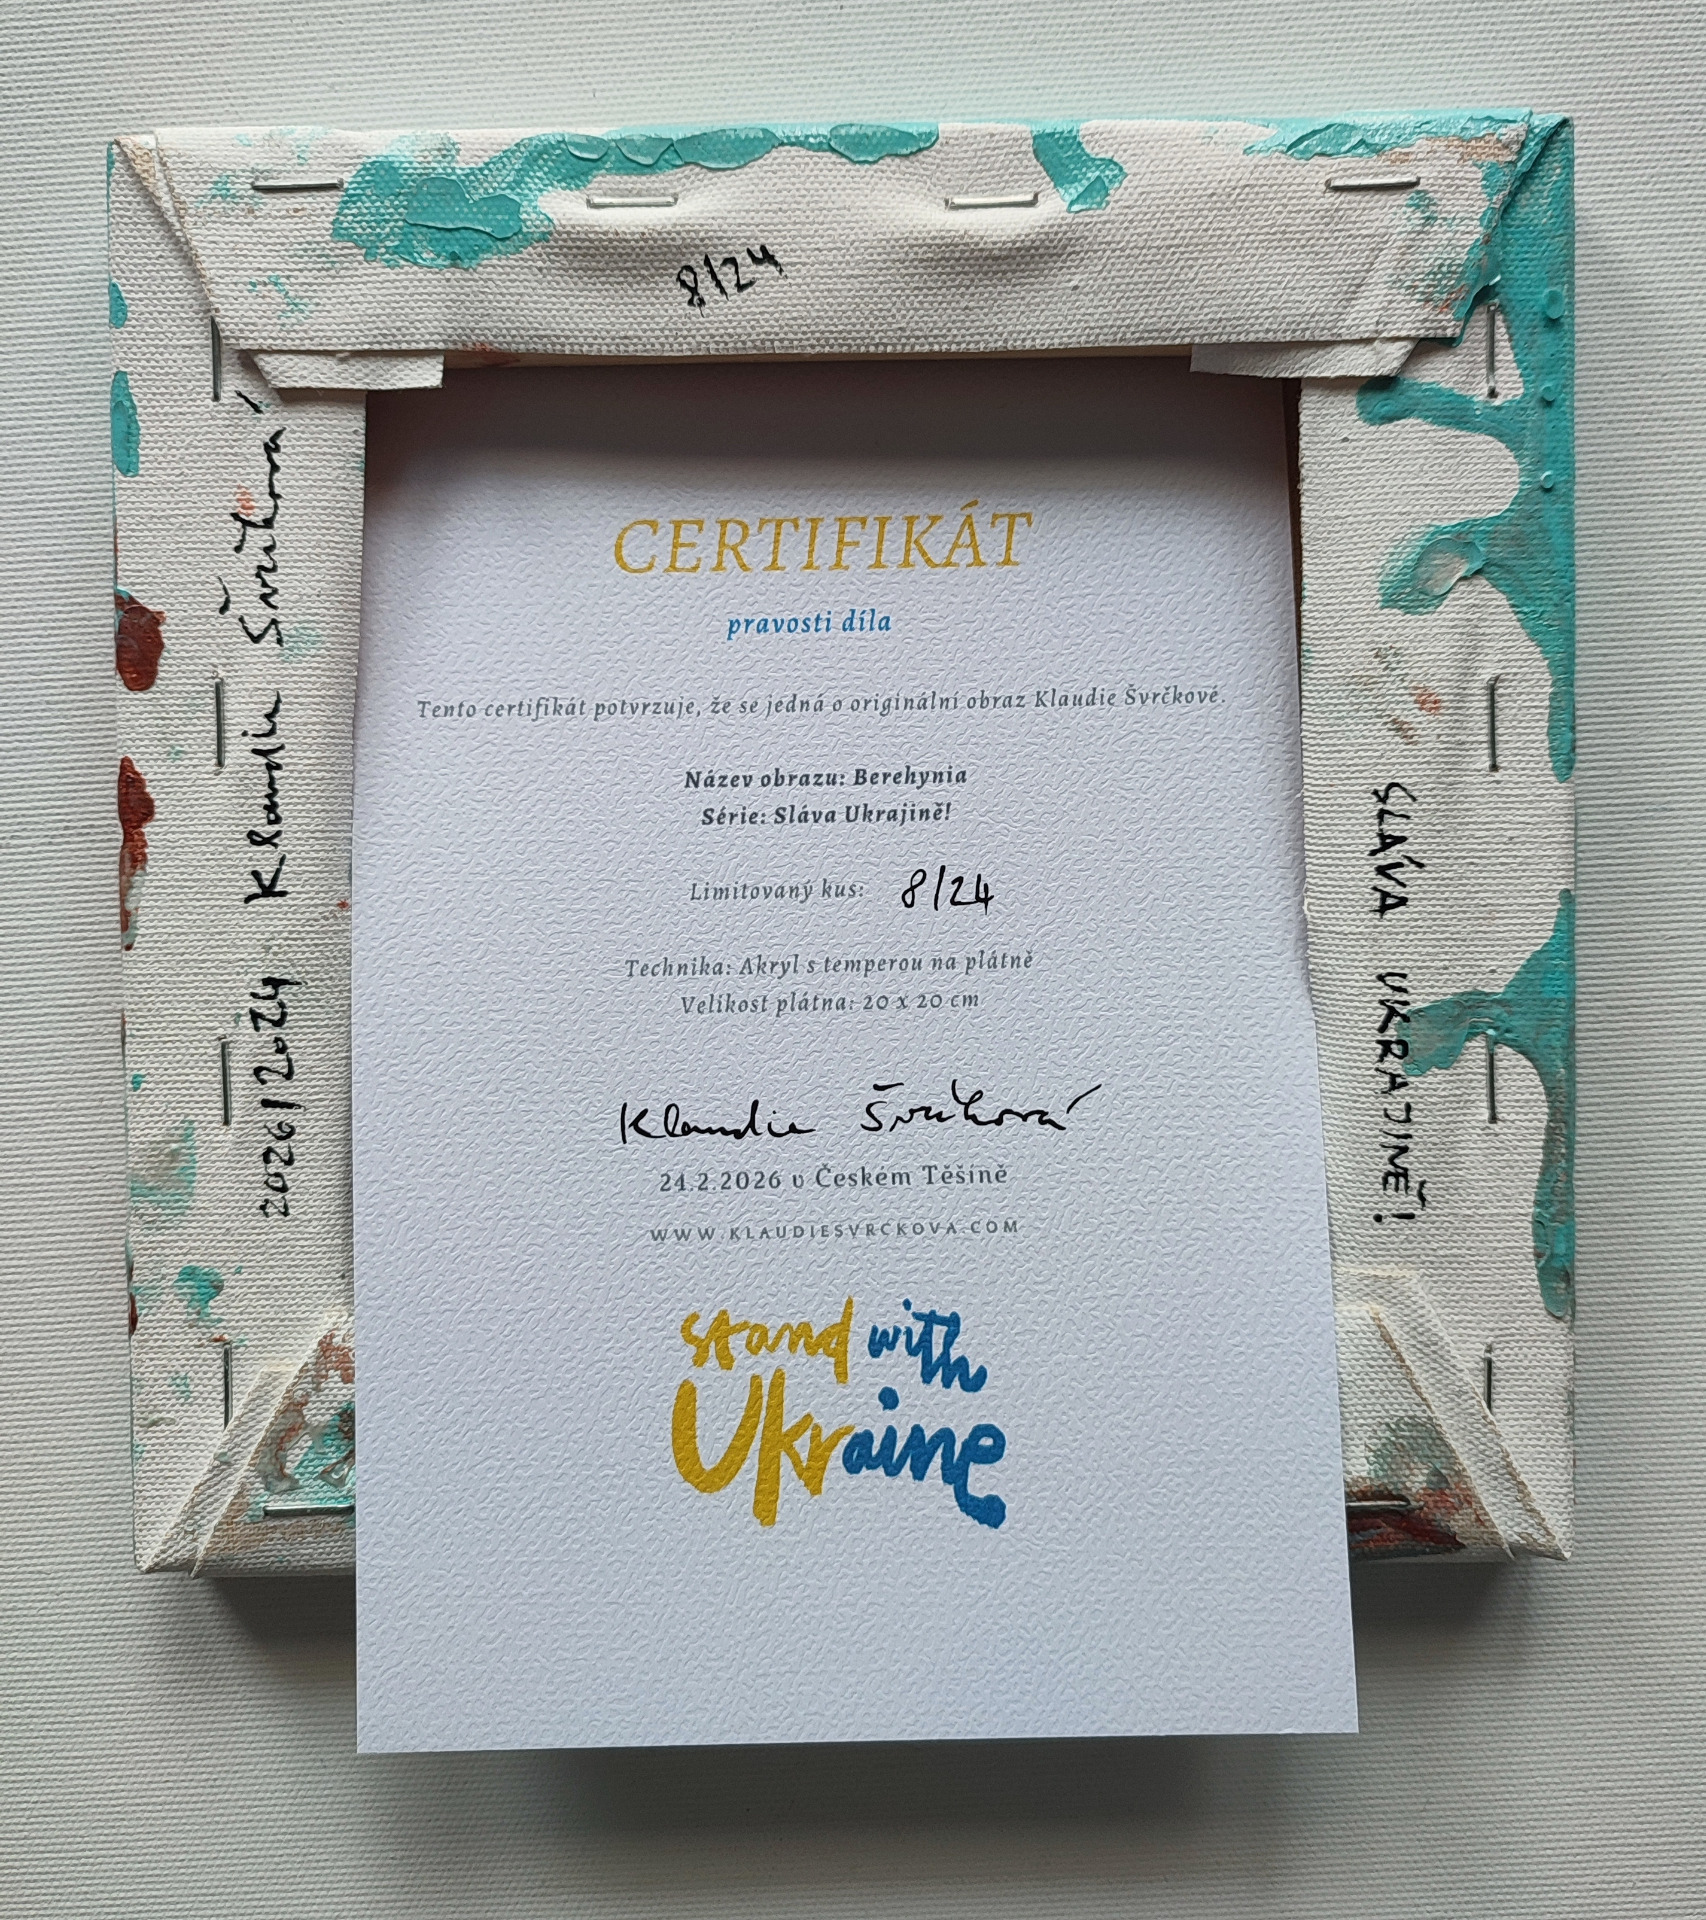 8/24
Klaudie Švrčková
2026/2024
SLÁVA UKRAJINĚ!
CERTIFIKÁT
pravosti díla
Tento certifikát potvrzuje, že se jedná o originální obraz Klaudie Švrčkové.
Název obrazu: Berehynia
Série: Sláva Ukrajině!
Limitovaný kus: 8/24
Technika: Akryl s temperou na plátně
Velikost plátna: 20 x 20 cm
Klaudie Švrčková
24.2.2026 v Českém Těšíně
WWW.KLAUDIESVRCKOVA.COM
stand with
Ukraine